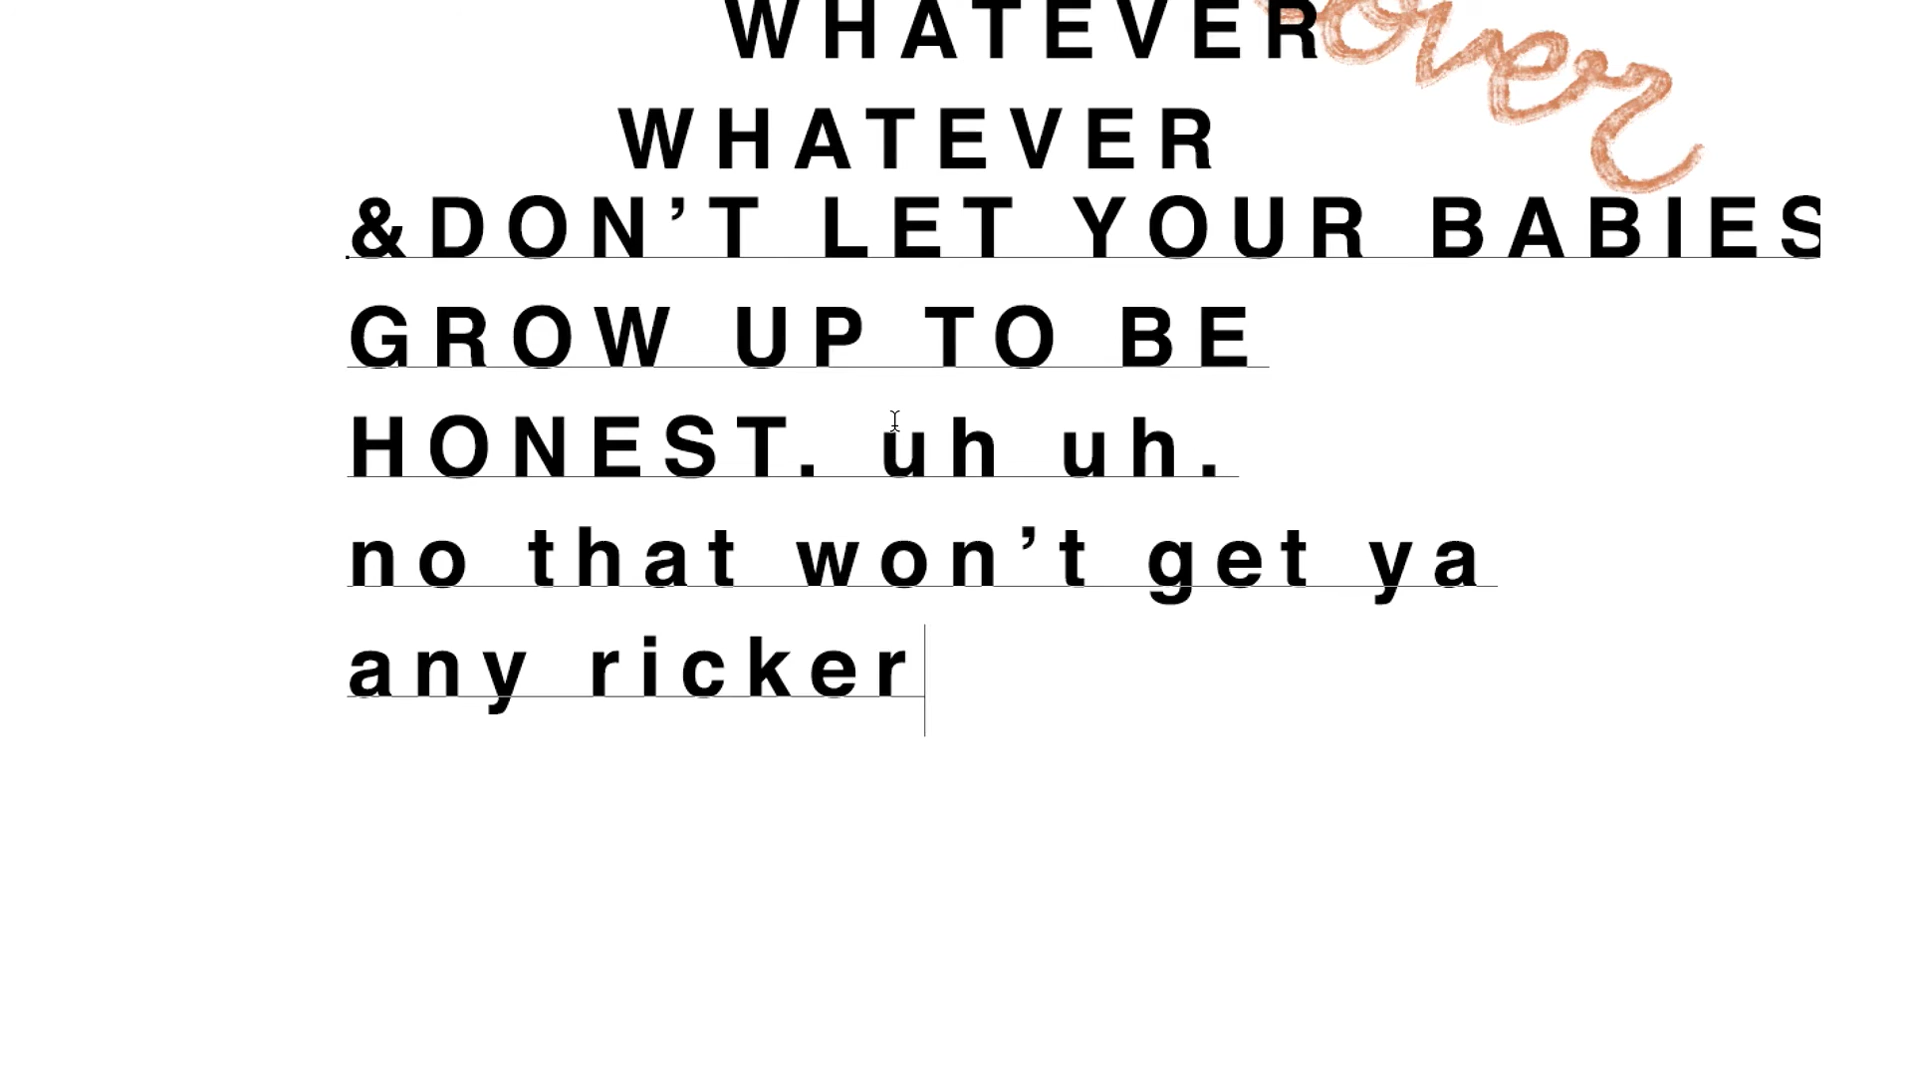 WHATEVER
over
WHATEVER
&DON’T LET YOUR BABIES
GROW UP TO BE
HONEST. uh uh.
no that won’t get ya
any ricker